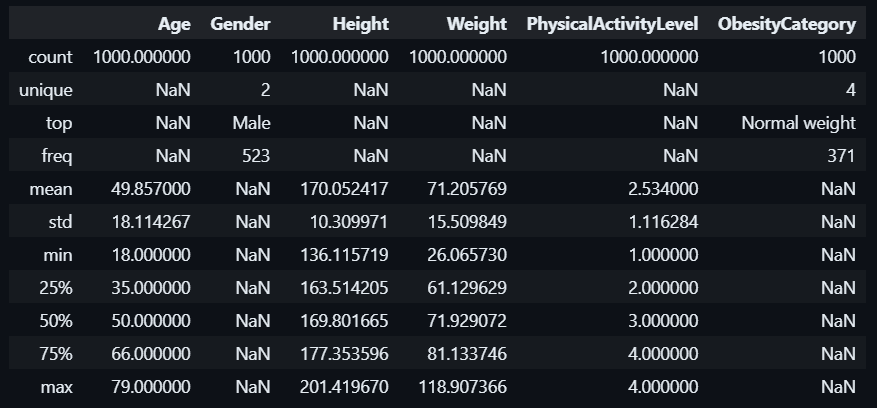 Age Gender Height Weight PhysicalActivityLevel ObesityCategory
count 1000.000000 1000 1000.000000 1000.000000 1000.000000 1000
unique NaN 2 NaN NaN NaN 4
top NaN Male NaN NaN NaN Normal weight
freq NaN 523 NaN NaN NaN 371
mean 49.857000 NaN 170.052417 71.205769 2.534000 NaN
std 18.114267 NaN 10.309971 15.509849 1.116284 NaN
min 18.000000 NaN 136.115719 26.065730 1.000000 NaN
25% 35.000000 NaN 163.514205 61.129629 2.000000 NaN
50% 50.000000 NaN 169.801665 71.929072 3.000000 NaN
75% 66.000000 NaN 177.353596 81.133746 4.000000 NaN
max 79.000000 NaN 201.419670 118.907366 4.000000 NaN